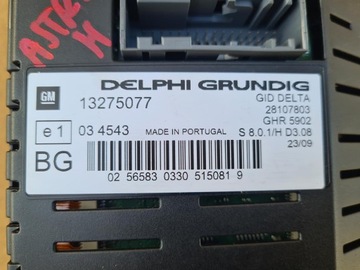 ASTRA
H
DELPHI GRUNDIG
GM
13275077
GID DELTA
28107803
GHR 5902
e 1
03 4543
MADE IN PORTUGAL
S 8.0.1/H D3.08
23/09
BG
02 56583 0330 515081 9